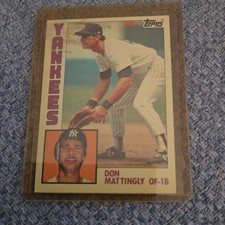 Topps
YANKEES
DON
MATTINGLY OF-1B